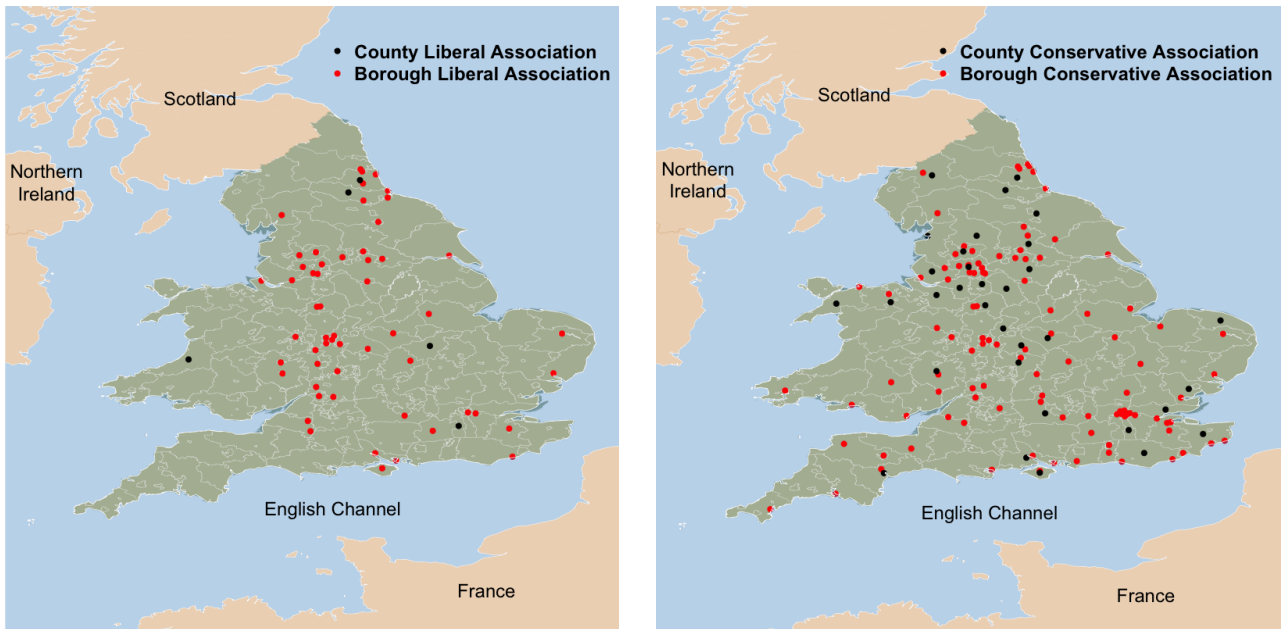 County Liberal Association
Borough Liberal Association
Scotland
Northern
Ireland
English Channel
France
County Conservative Association
Borough Conservative Association
Scotland
Northern
Ireland
English Channel
France